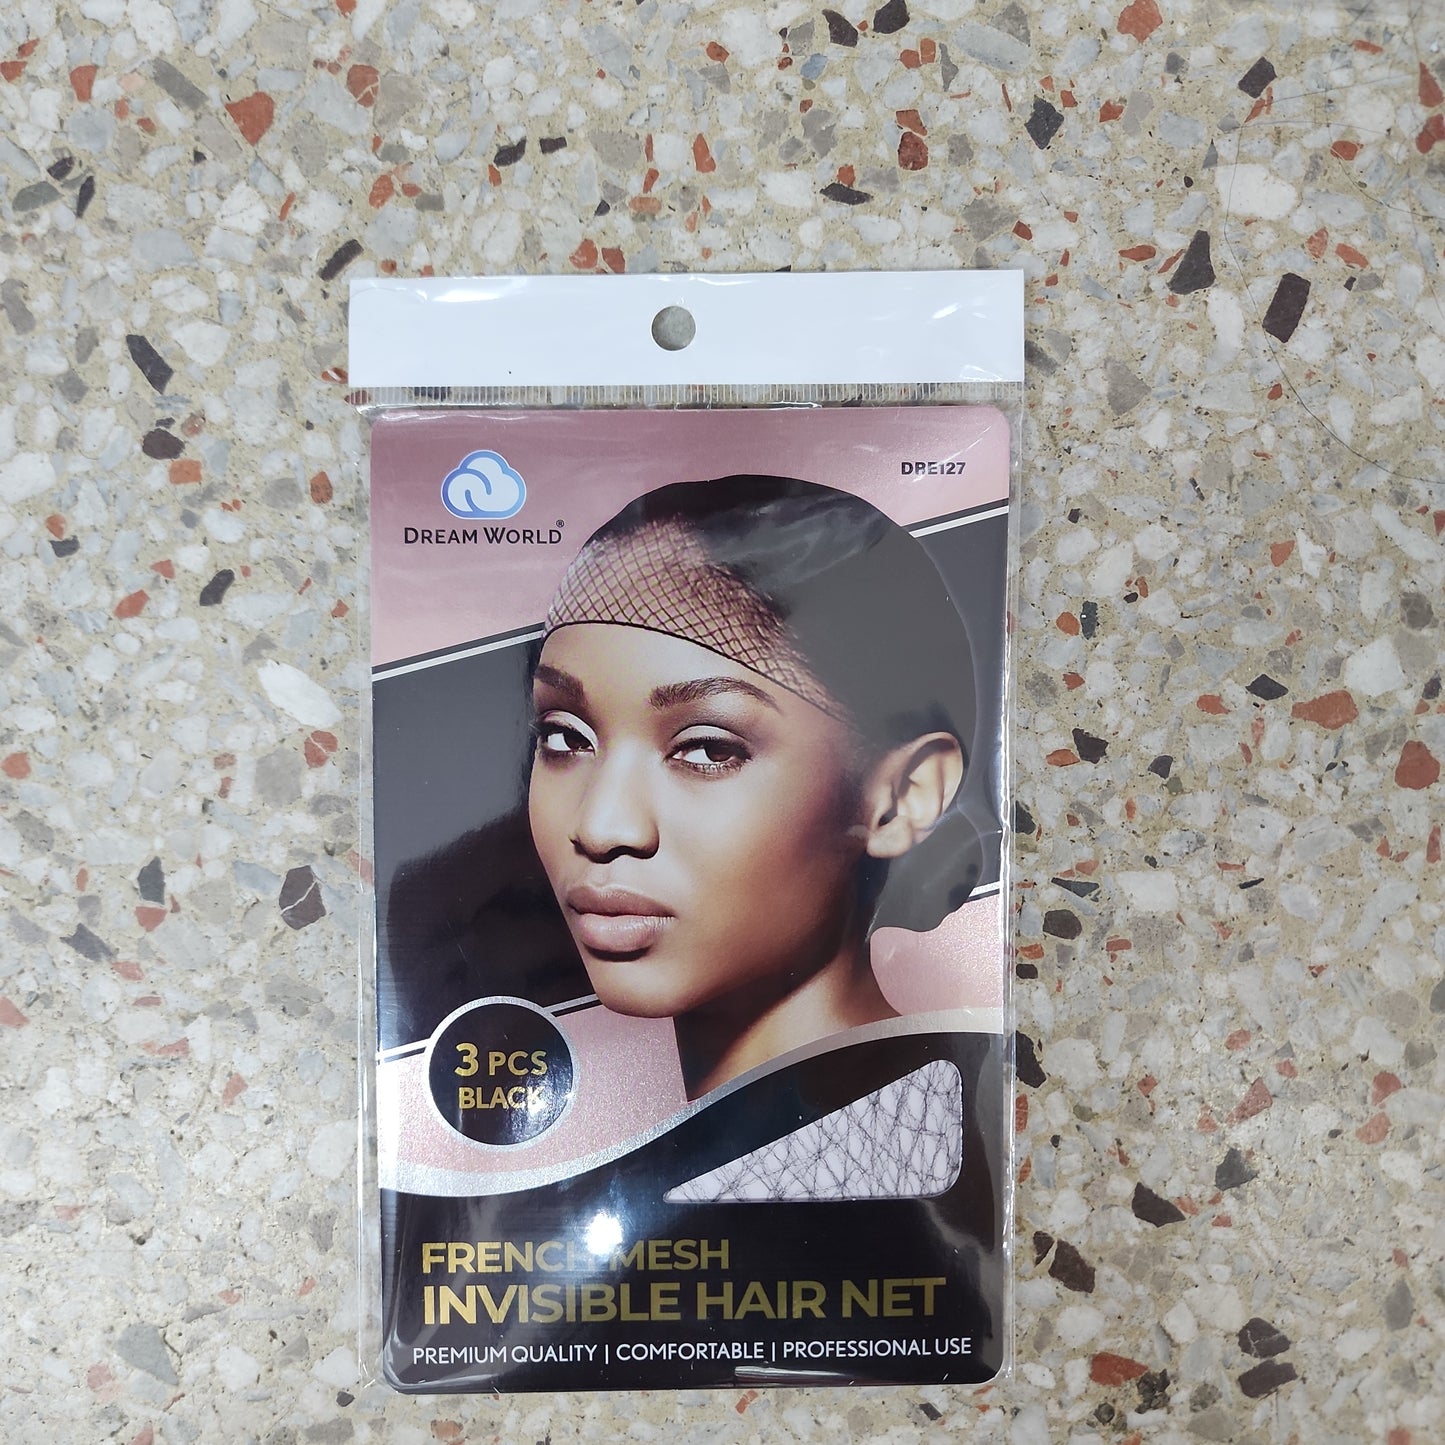 DRE127
DREAM WORLD®
3 PCS
BLACK
FRENCH MESH
INVISIBLE HAIR NET
PREMIUM QUALITY | COMFORTABLE | PROFESSIONAL USE